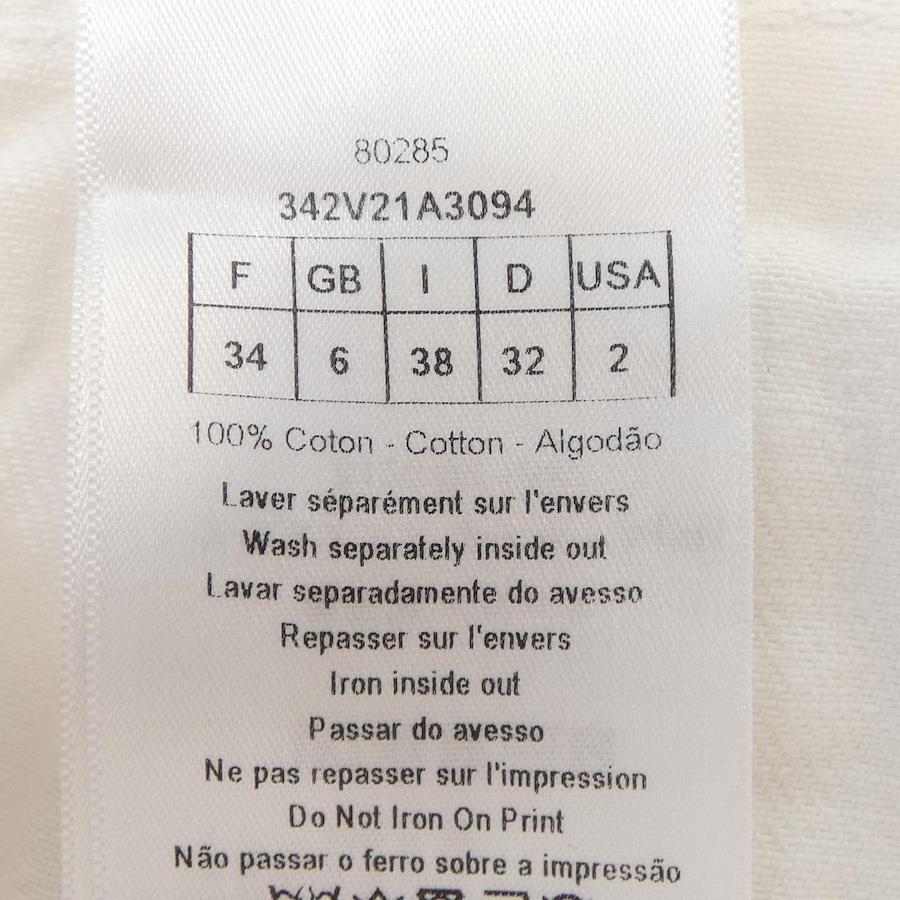 80285
342V21A3094
F GB I D USA
34 6 38 32 2
100% Coton - Cotton - Algodão
Laver séparément sur l'envers
Wash separately inside out
Lavar separadamente do avesso
Repasser sur l'envers
Iron inside out
Passar do avesso
Ne pas repasser sur l'impression
Do Not Iron On Print
Não passar o ferro sobre a impressão